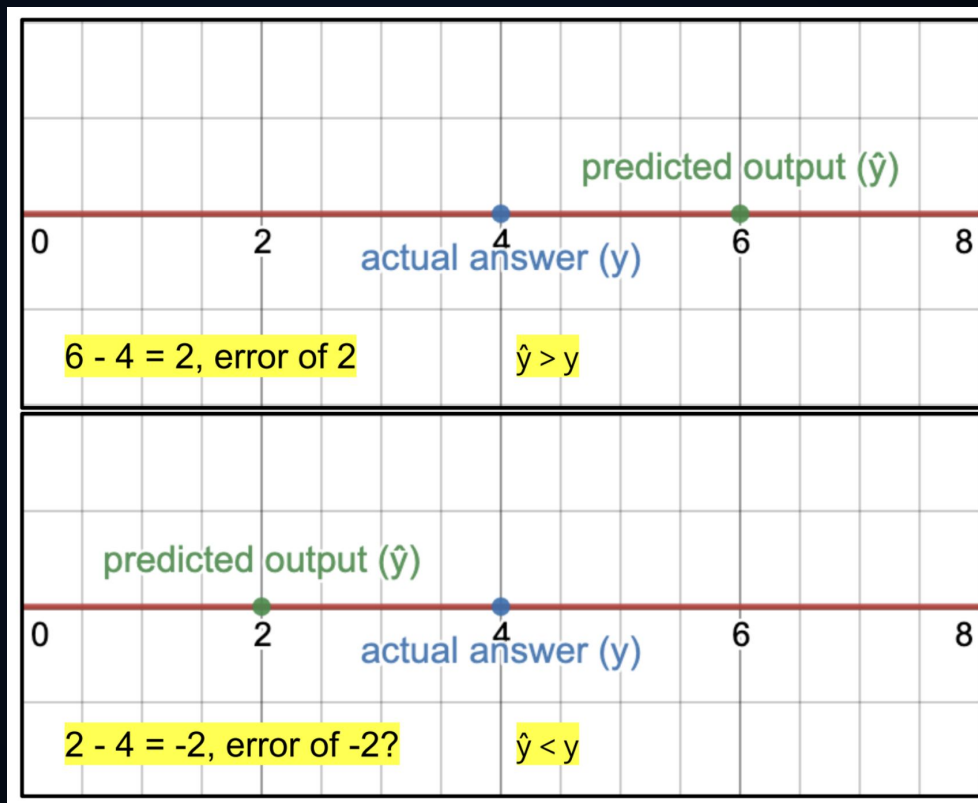 predicted output (ŷ)
0 2 4 6 8
actual answer (y)
6 - 4 = 2, error of 2 ŷ > y
predicted output (ŷ)
0 2 4 6 8
actual answer (y)
2 - 4 = -2, error of -2? ŷ < y